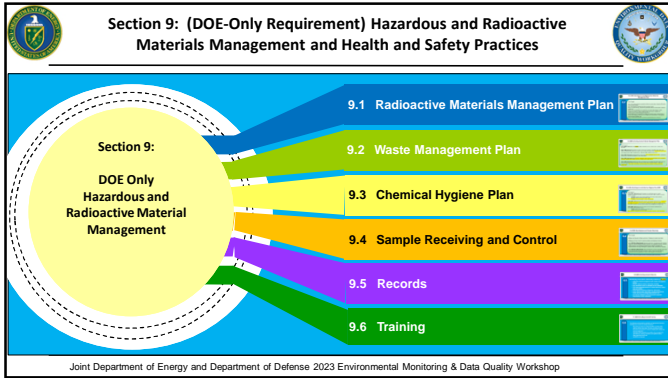 Section 9: (DOE-Only Requirement) Hazardous and Radioactive
Materials Management and Health and Safety Practices
Section 9:
DOE Only
Hazardous and
Radioactive Material
Management
9.1 Radioactive Materials Management Plan
9.2 Waste Management Plan
9.3 Chemical Hygiene Plan
9.4 Sample Receiving and Control
9.5 Records
9.6 Training
Joint Department of Energy and Department of Defense 2023 Environmental Monitoring & Data Quality Workshop